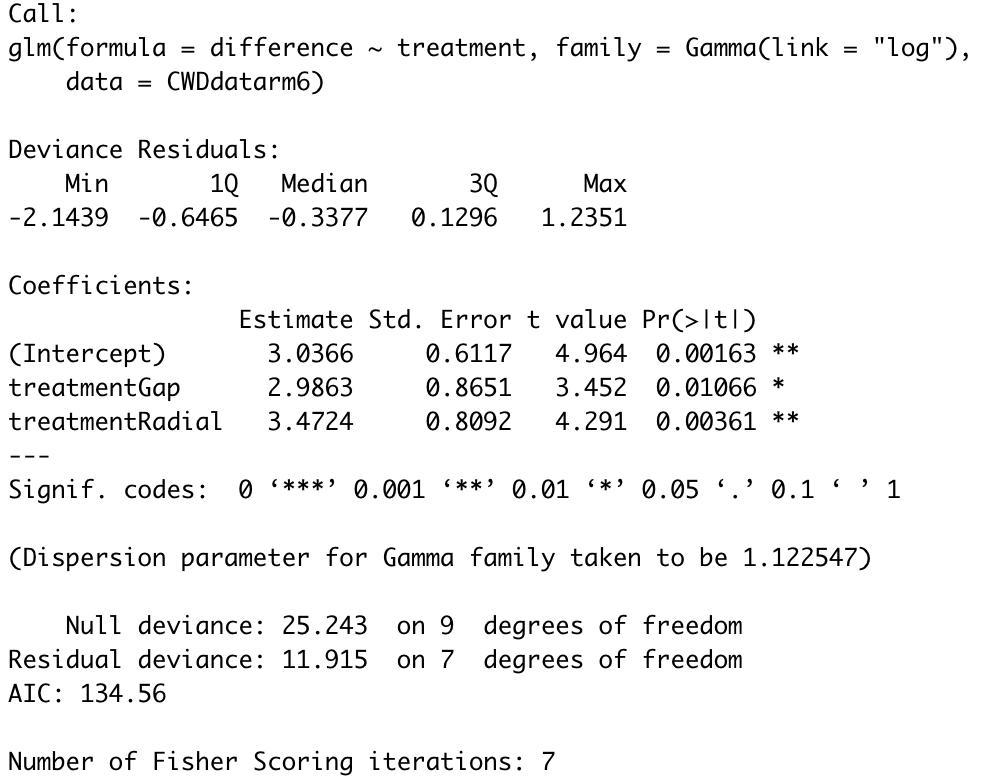 Call:
glm(formula = difference ~ treatment, family = Gamma(link = "log"),
    data = CWDdatarm6)

Deviance Residuals:
    Min       1Q   Median       3Q      Max
-2.1439  -0.6465  -0.3377   0.1296   1.2351

Coefficients:
                Estimate Std. Error t value Pr(>|t|)
(Intercept)       3.0366     0.6117   4.964  0.00163 **
treatmentGap      2.9863     0.8651   3.452  0.01066 *
treatmentRadial   3.4724     0.8092   4.291  0.00361 **
---
Signif. codes:  0 ‘***’ 0.001 ‘**’ 0.01 ‘*’ 0.05 ‘.’ 0.1 ‘ ’ 1

(Dispersion parameter for Gamma family taken to be 1.122547)

    Null deviance: 25.243  on 9  degrees of freedom
Residual deviance: 11.915  on 7  degrees of freedom
AIC: 134.56

Number of Fisher Scoring iterations: 7